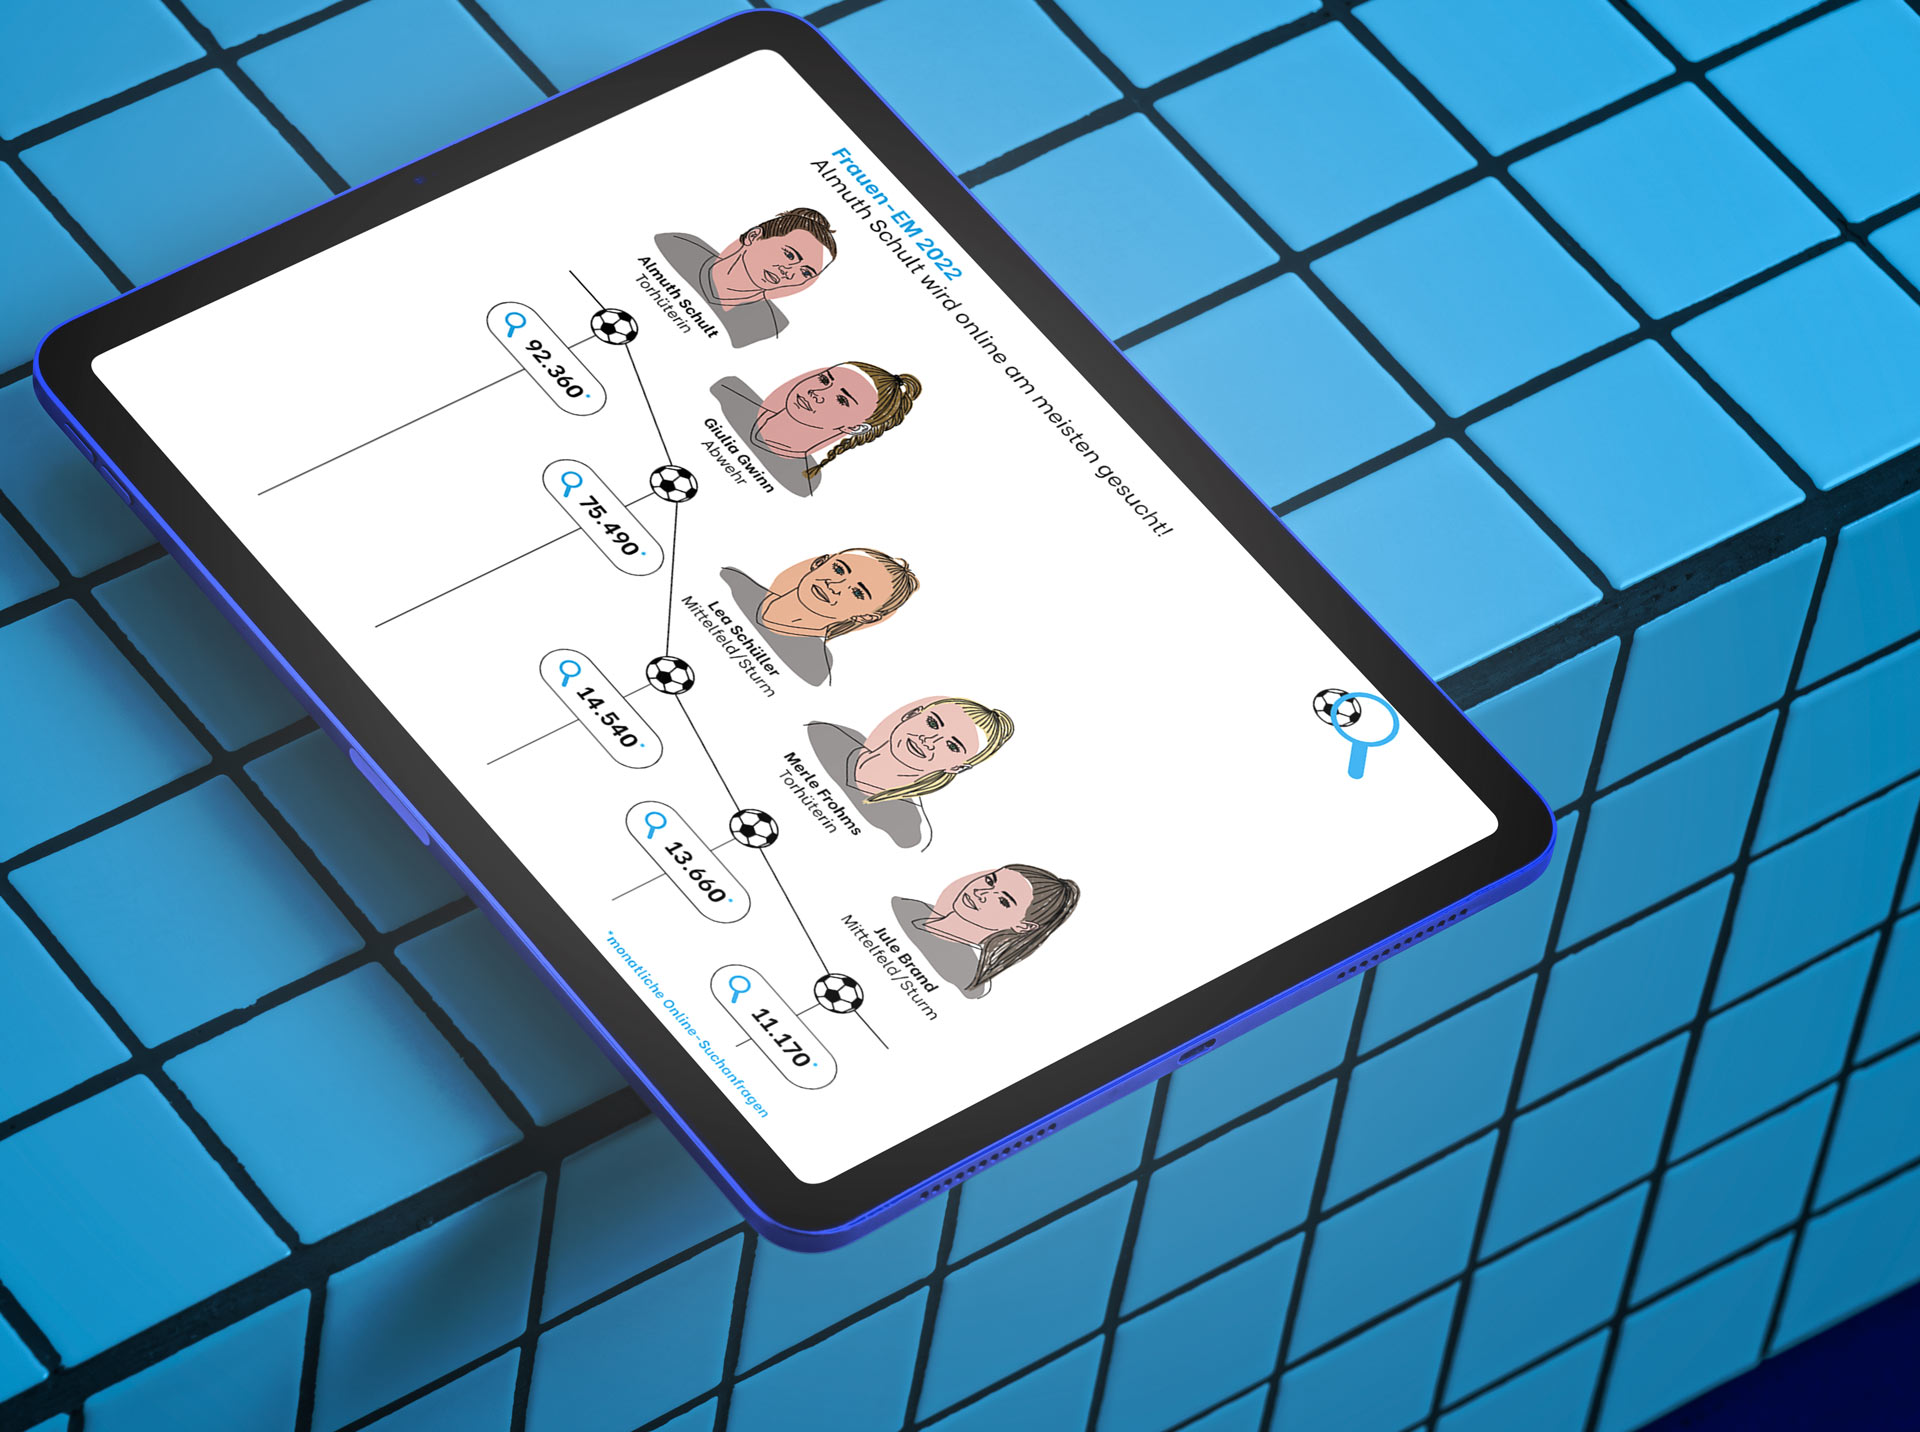 Frauen-EM 2022
Almuth Schult wird online am meisten gesucht!
Almuth Schult
Torhüterin
92.360*
Giulia Gwinn
Abwehr
75.490*
Lea Schüller
Mittelfeld/Sturm
14.540*
Merle Frohms
Torhüterin
13.660*
Jule Brand
Mittelfeld/Sturm
11.170*
*monatliche Online-Suchanfragen